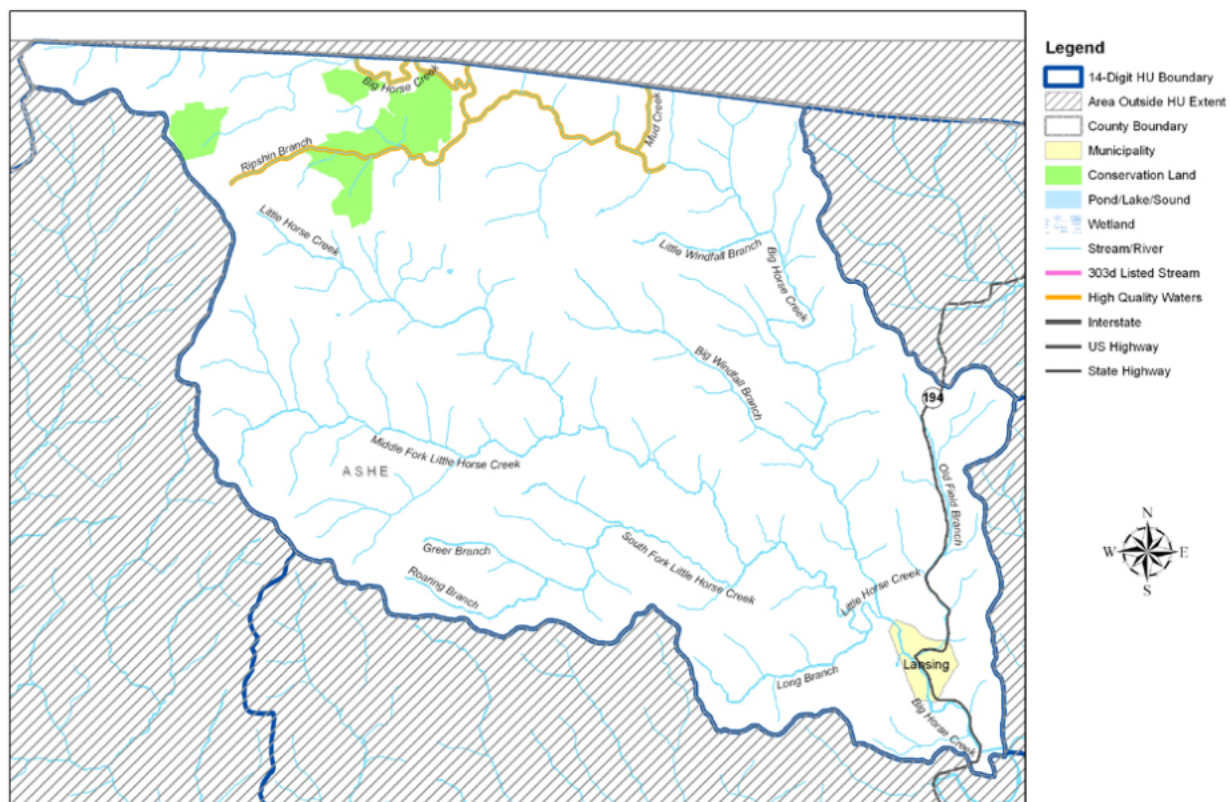 Big Horse Creek
Mud Creek
Ripshin Branch
Little Horse Creek
Little Windfall Branch
Big Horse Creek
Big Windfall Branch
194
Middle Fork Little Horse Creek
ASHE
Old Field Branch
Greer Branch
South Fork Little Horse Creek
Roaring Branch
Little Horse Creek
Lansing
Long Branch
Big Horse Creek
Legend
14-Digit HU Boundary
Area Outside HU Extent
County Boundary
Municipality
Conservation Land
Pond/Lake/Sound
Wetland
Stream/River
303d Listed Stream
High Quality Waters
Interstate
US Highway
State Highway
N
W E
S